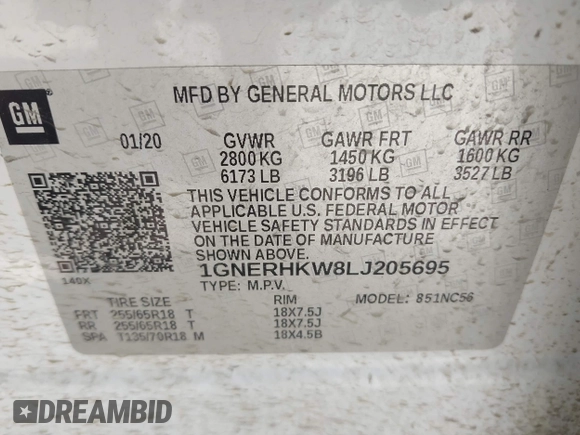 GM
MFD BY GENERAL MOTORS LLC
01/20 GVWR GAWR FRT GAWR RR
2800 KG 1450 KG 1600 KG
6173 LB 3196 LB 3527 LB
THIS VEHICLE CONFORMS TO ALL
APPLICABLE U.S. FEDERAL MOTOR
VEHICLE SAFETY STANDARDS IN EFFECT
ON THE DATE OF MANUFACTURE
SHOWN ABOVE.
1GNERHKW8LJ205695
140X TYPE: M.P.V. MODEL: 851NC56
TIRE SIZE RIM
FRT 255/65R18 T 18X7.5J
RR 255/65R18 T 18X7.5J
SPA T135/70R18 M 18X4.5B
DREAMBID